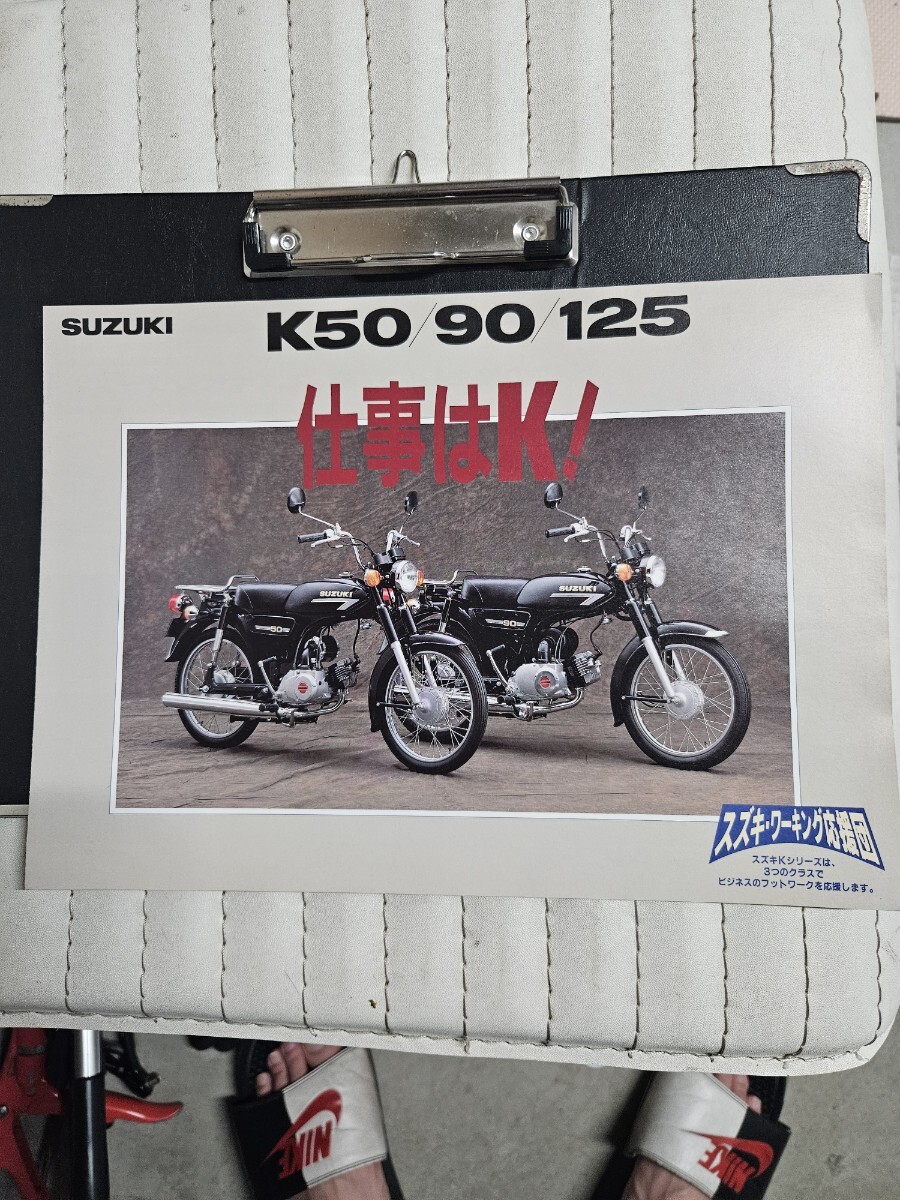 SUZUKI
K50/90/125
仕事はK!
SUZUKI
50
SUZUKI
90
スズキ・ワーキング応援団
スズキKシリーズは、
3つのクラスで
ビジネスのフットワークを応援します。
NIKE
NIKE